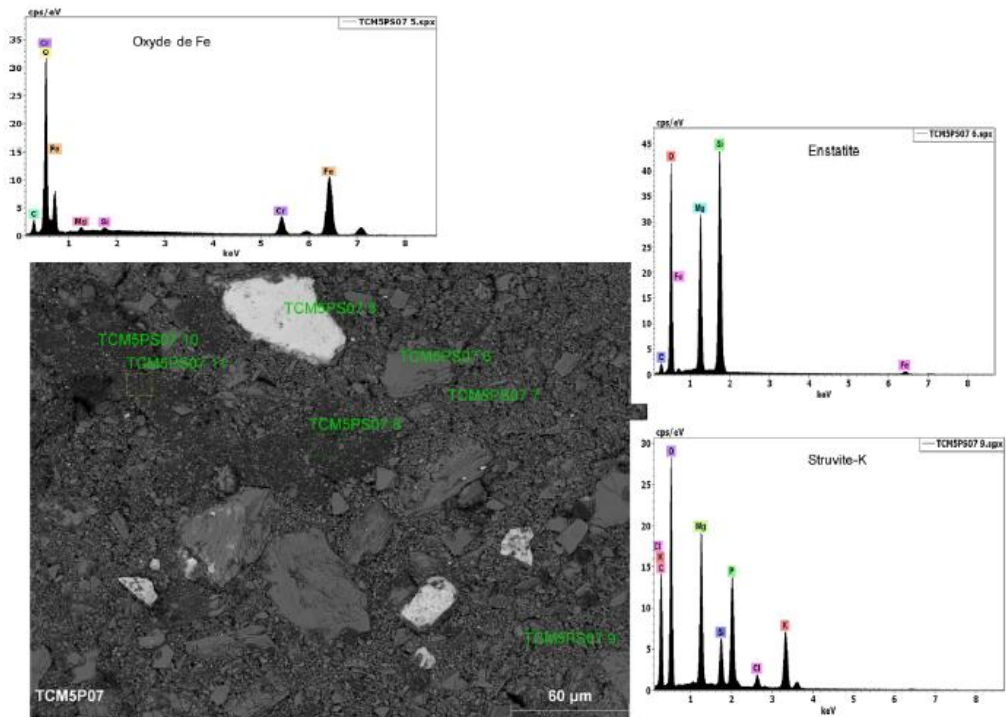 cps/eV
TCM5PS07 5.spx
Oxyde de Fe
35
30
25
20
15
10
5
0
Cr
O
Fe
C
Mg
Si
Cr
Fe
1 2 3 4 5 6 7 8
keV
cps/eV
TCM5PS07 6.spx
Enstatite
45
40
35
30
25
20
15
10
5
0
O
Si
Mg
Fe
C
Fe
1 2 3 4 5 6 7 8
keV
TCM5PS07 10
TCM5PS07 11
TCM5PS07 6
TCM5PS07 7
TCM5PS07 8
TCM5PS07 9
TCM5P07
60 µm
cps/eV
TCM5PS07 9.spx
Struvite-K
30
25
20
15
10
5
0
O
Mg
Cl
K
C
P
Si
Cl
K
1 2 3 4 5 6 7 8
keV